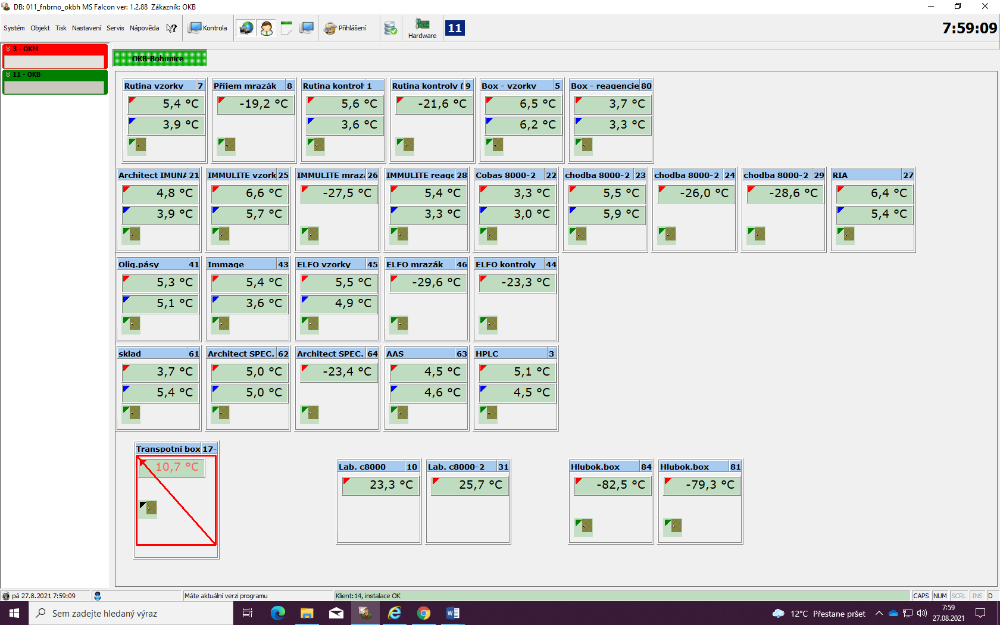 DB: 011_fnbrno_okbh MS Falcon ver: 1.2.88 Zákazník: OKB
Systém Objekt Tisk Nastavení Servis Nápověda Kontrola Přihlášení Hardware 11 7:59:09
3 - OKM
11 - OKB
OKB-Bohunice
Rutina vzorky 7 Příjem mrazák 8 Rutina kontroly 1 Rutina kontroly ( 9 Box - vzorky 5 Box - reagencie 80
5,4 °C -19,2 °C 5,6 °C -21,6 °C 6,5 °C 3,7 °C
3,9 °C 3,6 °C 6,2 °C 3,3 °C
Architect IMUNA 21 IMMULITE vzork 25 IMMULITE mraz 26 IMMULITE reage 28 Cobas 8000-2 22 chodba 8000-2 23 chodba 8000-2 24 chodba 8000-2 29 RIA 27
4,8 °C 6,6 °C -27,5 °C 5,4 °C 3,3 °C 5,5 °C -26,0 °C -28,6 °C 6,4 °C
3,9 °C 5,7 °C 3,3 °C 3,0 °C 5,9 °C 5,4 °C
Olig.pásy 41 Immage 43 ELFO vzorky 45 ELFO mrazák 46 ELFO kontroly 44
5,3 °C 5,4 °C 5,5 °C -29,6 °C -23,3 °C
5,1 °C 3,6 °C 4,9 °C
sklad 61 Architect SPEC. 62 Architect SPEC. 64 AAS 63 HPLC 3
3,7 °C 5,0 °C -23,4 °C 4,5 °C 5,1 °C
5,4 °C 5,0 °C 4,6 °C 4,5 °C
Transpotní box 17-
10,7 °C
Lab. c8000 10 Lab. c8000-2 31 Hlubok.box 84 Hlubok.box 81
23,3 °C 25,7 °C -82,5 °C -79,3 °C
pá 27.8.2021 7:59:09 Máte aktuální verzi programu Klient:14, instalace OK CAPS NUM SCRL INS D
Sem zadejte hledaný výraz 12°C Přestane pršet 7:59
27.08.2021